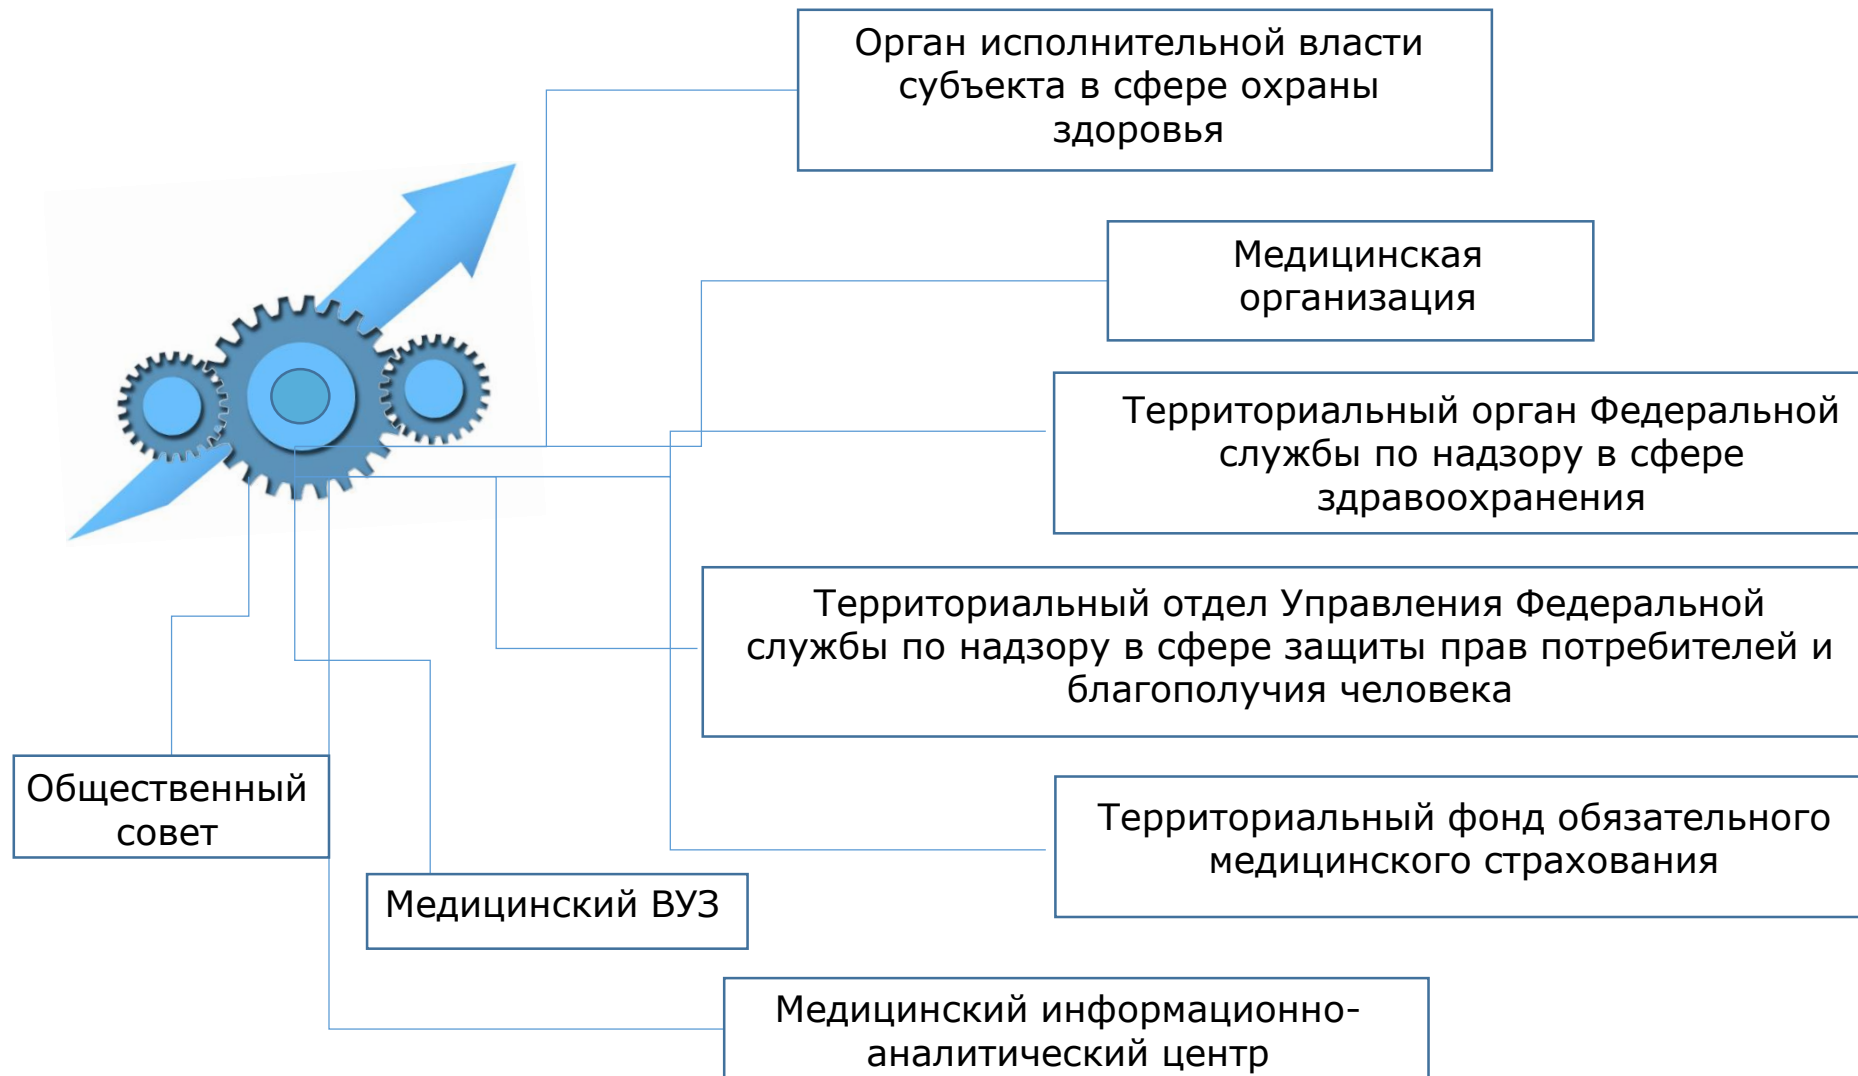 Орган исполнительной власти
субъекта в сфере охраны
здоровья
Медицинская
организация
Территориальный орган Федеральной
службы по надзору в сфере
здравоохранения
Территориальный отдел Управления Федеральной
службы по надзору в сфере защиты прав потребителей и
благополучия человека
Общественный
совет
Территориальный фонд обязательного
медицинского страхования
Медицинский ВУЗ
Медицинский информационно-
аналитический центр